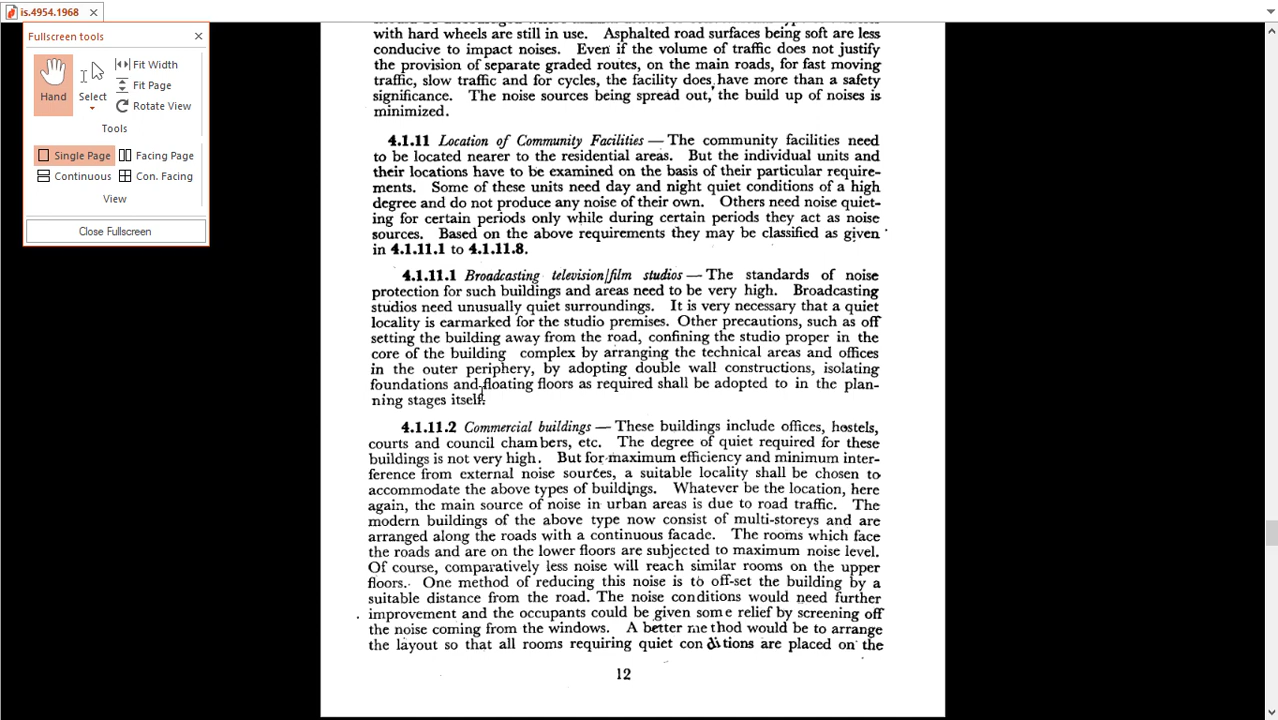 is.4954.1968
Fullscreen tools
Hand
Select
Fit Width
Fit Page
Rotate View
Tools
Single Page
Facing Page
Continuous
Con. Facing
View
Close Fullscreen
with hard wheels are still in use. Asphalted road surfaces being soft are less
conducive to impact noises. Even if the volume of traffic does not justify
the provision of separate graded routes, on the main roads, for fast moving
traffic, slow traffic and for cycles, the facility does have more than a safety
significance. The noise sources being spread out, the build up of noises is
minimized.
4.1.11 Location of Community Facilities — The community facilities need
to be located nearer to the residential areas. But the individual units and
their locations have to be examined on the basis of their particular require-
ments. Some of these units need day and night quiet conditions of a high
degree and do not produce any noise of their own. Others need noise quiet-
ing for certain periods only while during certain periods they act as noise
sources. Based on the above requirements they may be classified as given
in 4.1.11.1 to 4.1.11.8.
4.1.11.1 Broadcasting television/film studios — The standards of noise
protection for such buildings and areas need to be very high. Broadcasting
studios need unusually quiet surroundings. It is very necessary that a quiet
locality is earmarked for the studio premises. Other precautions, such as off
setting the building away from the road, confining the studio proper in the
core of the building complex by arranging the technical areas and offices
in the outer periphery, by adopting double wall constructions, isolating
foundations and floating floors as required shall be adopted to in the plan-
ning stages itself.
4.1.11.2 Commercial buildings — These buildings include offices, hostels,
courts and council chambers, etc. The degree of quiet required for these
buildings is not very high. But for maximum efficiency and minimum inter-
ference from external noise sources, a suitable locality shall be chosen to
accommodate the above types of buildings. Whatever be the location, here
again, the main source of noise in urban areas is due to road traffic. The
modern buildings of the above type now consist of multi-storeys and are
arranged along the roads with a continuous facade. The rooms which face
the roads and are on the lower floors are subjected to maximum noise level.
Of course, comparatively less noise will reach similar rooms on the upper
floors. One method of reducing this noise is to off-set the building by a
suitable distance from the road. The noise conditions would need further
improvement and the occupants could be given some relief by screening off
the noise coming from the windows. A better method would be to arrange
the layout so that all rooms requiring quiet conditions are placed on the
12